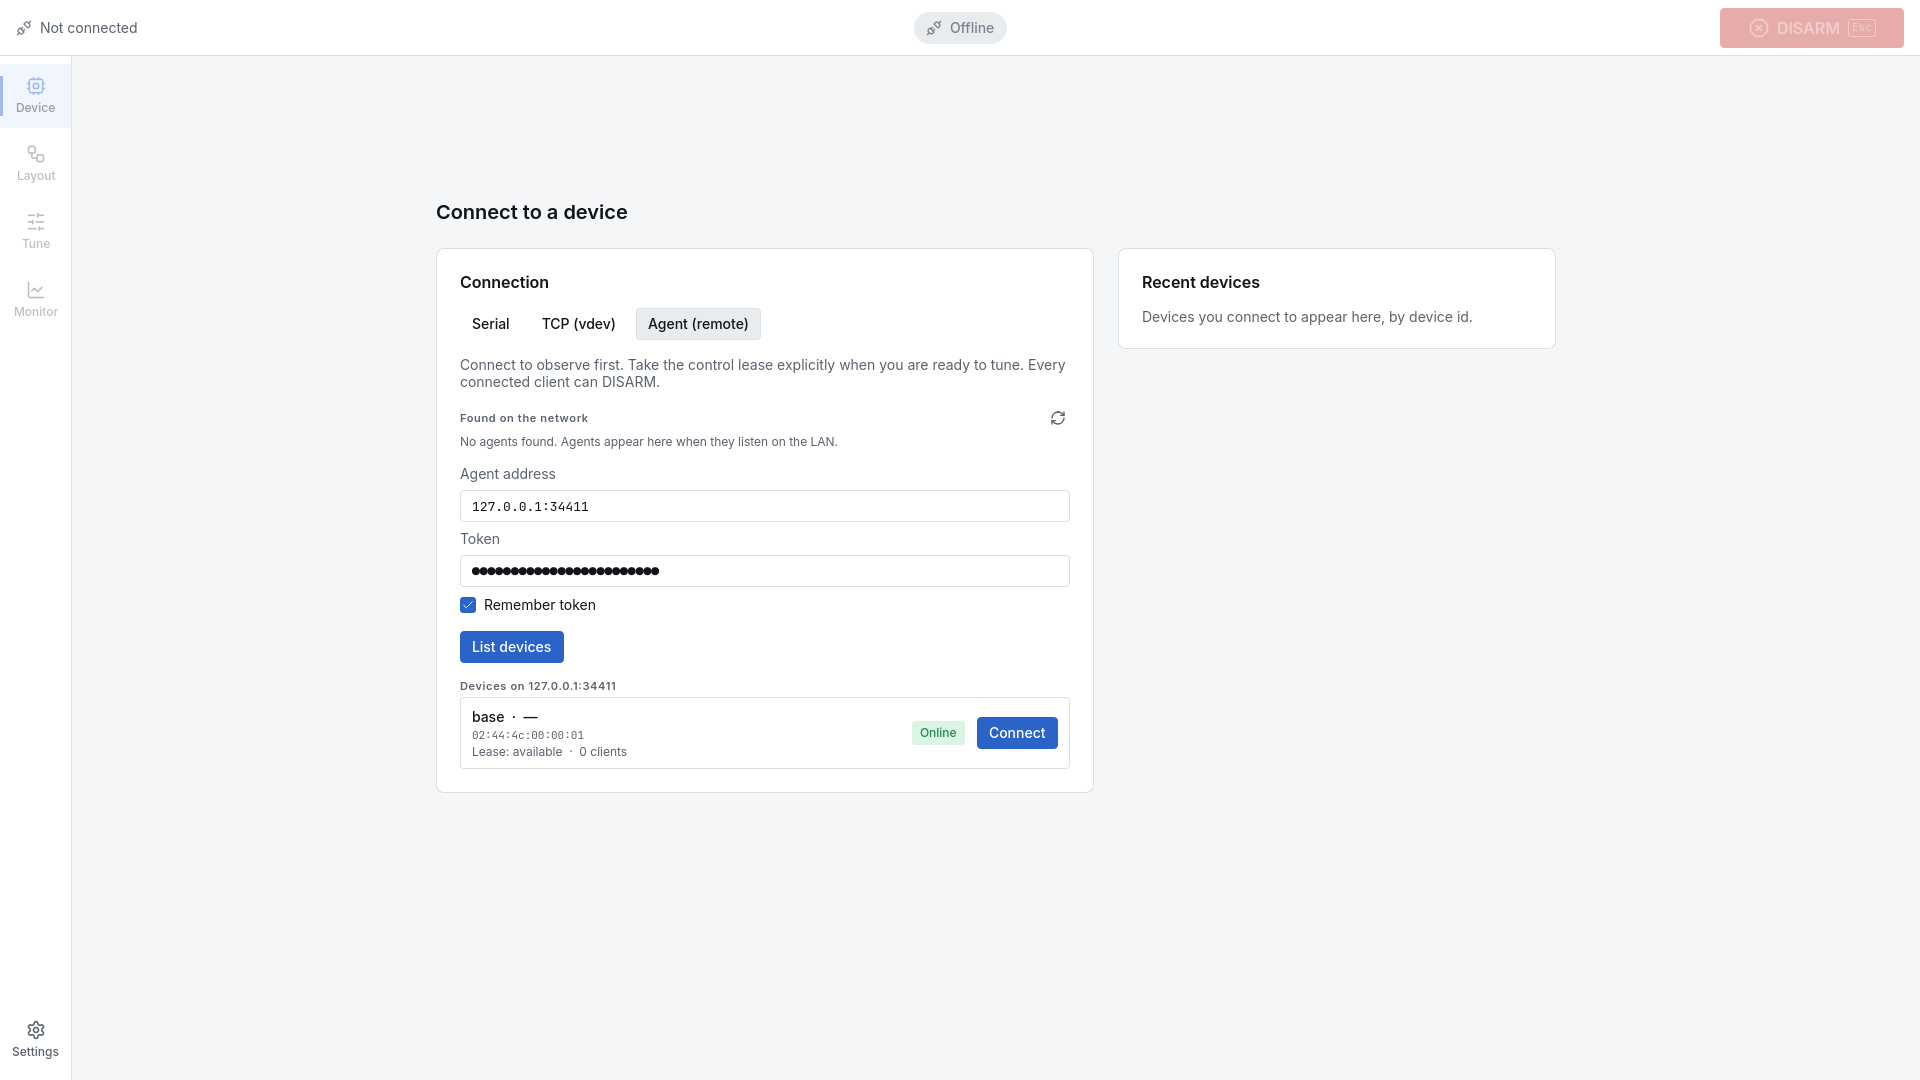 Not connected
Offline
DISARM Esc
Device
Layout
Tune
Monitor
Settings
Connect to a device
Connection
Serial
TCP (vdev)
Agent (remote)
Connect to observe first. Take the control lease explicitly when you are ready to tune. Every
connected client can DISARM.
Found on the network
No agents found. Agents appear here when they listen on the LAN.
Agent address
127.0.0.1:34411
Token
Remember token
List devices
Devices on 127.0.0.1:34411
base · —
02:44:4c:00:00:01
Lease: available · 0 clients
Online
Connect
Recent devices
Devices you connect to appear here, by device id.